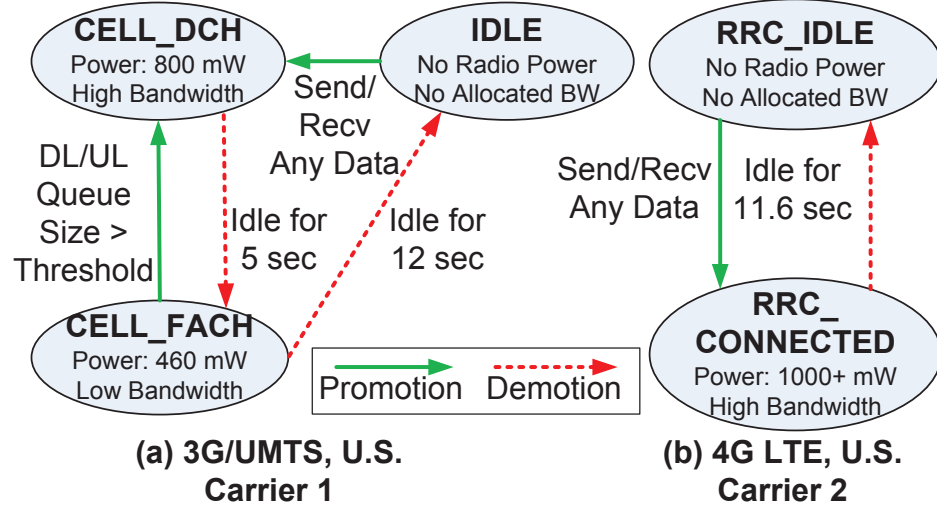 CELL_DCH
Power: 800 mW
High Bandwidth
IDLE
No Radio Power
No Allocated BW
Send/
Recv
Any Data
DL/UL
Queue
Size >
Threshold
Idle for
5 sec
Idle for
12 sec
CELL_FACH
Power: 460 mW
Low Bandwidth
RRC_IDLE
No Radio Power
No Allocated BW
Send/Recv
Any Data
Idle for
11.6 sec
RRC_
CONNECTED
Power: 1000+ mW
High Bandwidth
Promotion
Demotion
(a) 3G/UMTS, U.S.
Carrier 1
(b) 4G LTE, U.S.
Carrier 2